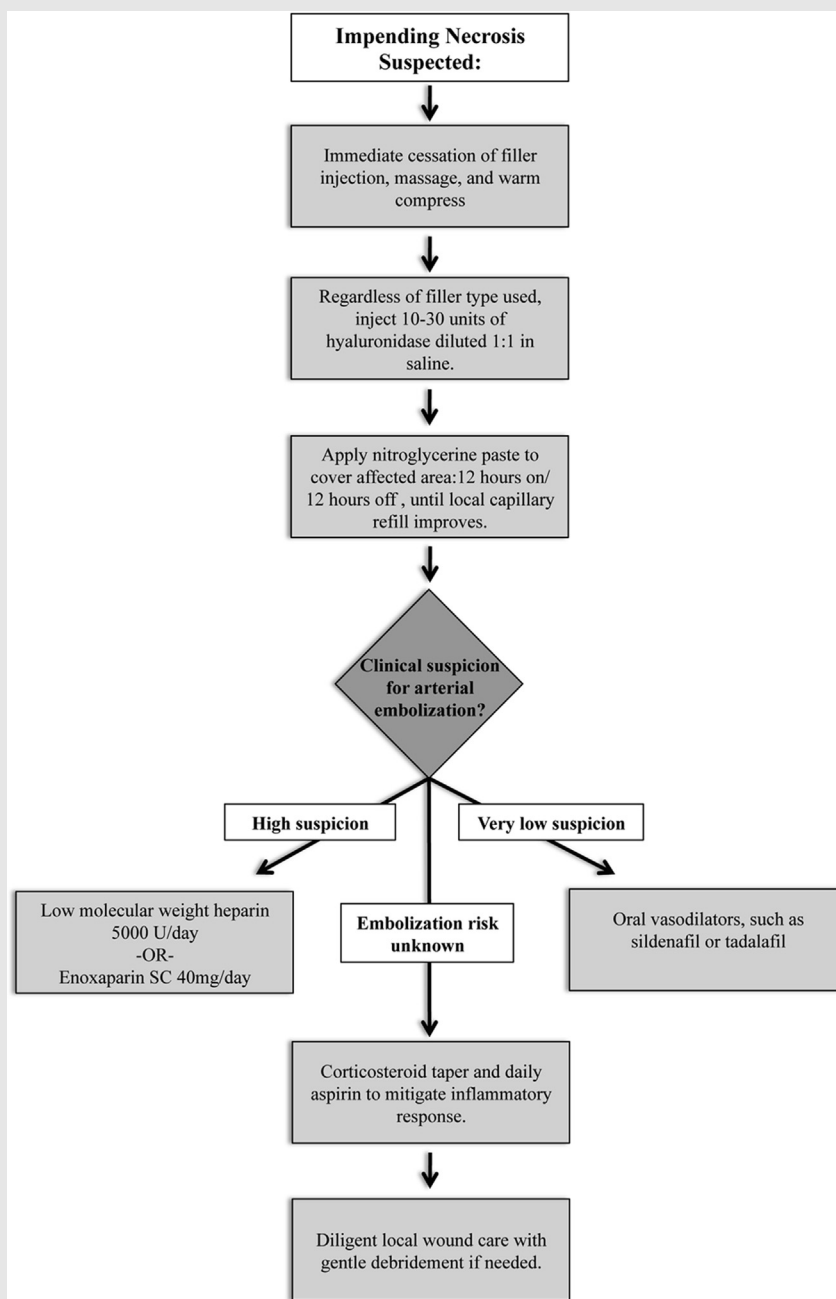 Impending Necrosis
Suspected:
Immediate cessation of filler
injection, massage, and warm
compress
Regardless of filler type used,
inject 10-30 units of
hyaluronidase diluted 1:1 in
saline.
Apply nitroglycerine paste to
cover affected area:12 hours on/
12 hours off , until local capillary
refill improves.
Clinical suspicion
for arterial
embolization?
High suspicion
Very low suspicion
Low molecular weight heparin
5000 U/day
-OR-
Enoxaparin SC 40mg/day
Embolization risk
unknown
Oral vasodilators, such as
sildenafil or tadalafil
Corticosteroid taper and daily
aspirin to mitigate inflammatory
response.
Diligent local wound care with
gentle debridement if needed.